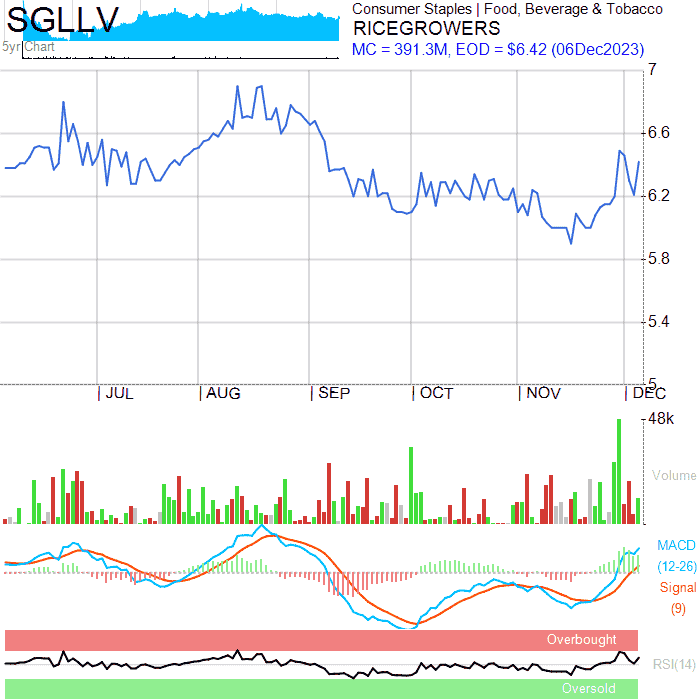 SGLLV
5yr Chart
Consumer Staples | Food, Beverage & Tobacco
RICEGROWERS
MC = 391.3M, EOD = $6.42 (06Dec2023)
7
6.6
6.2
5.8
5.4
5
JUL AUG SEP OCT NOV DEC
48k
Volume
MACD
(12-26)
Signal
(9)
Overbought
RSI(14)
Oversold